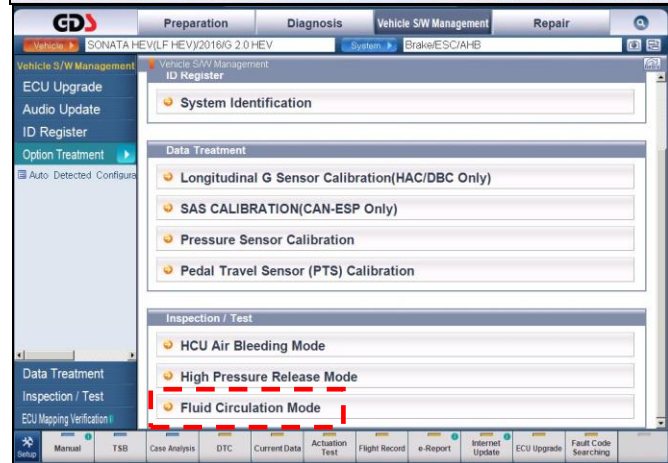 GDS
Preparation Diagnosis Vehicle S/W Management Repair
Vehicle SONATA HEV(LF HEV)/2016/G 2.0 HEV System Brake/ESC/AHB
Vehicle S/W Management
ECU Upgrade
Audio Update
ID Register
Option Treatment
Auto Detected Configura
Data Treatment
Inspection / Test
ECU Mapping Verification
Vehicle S/W Management
ID Register
System Identification
Data Treatment
Longitudinal G Sensor Calibration(HAC/DBC Only)
SAS CALIBRATION(CAN-ESP Only)
Pressure Sensor Calibration
Pedal Travel Sensor (PTS) Calibration
Inspection / Test
HCU Air Bleeding Mode
High Pressure Release Mode
Fluid Circulation Mode
Setup Manual TSB Case Analysis DTC Current Data Actuation Test Flight Record e-Report Internet Update ECU Upgrade Fault Code Searching